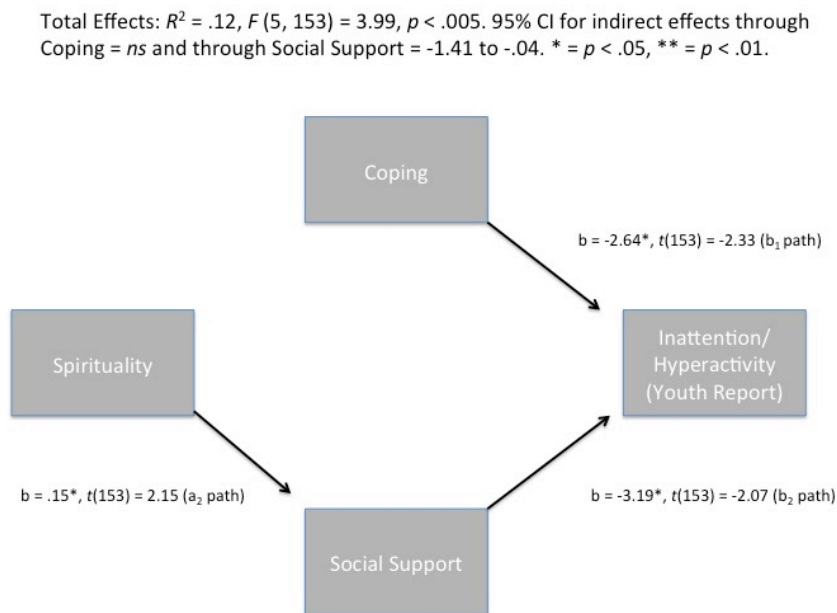 Total Effects: R² = .12, F (5, 153) = 3.99, p < .005. 95% CI for indirect effects through
Coping = ns and through Social Support = -1.41 to -.04. * = p < .05, ** = p < .01.
Coping
b = -2.64*, t(153) = -2.33 (b₁ path)
Spirituality
Inattention/
Hyperactivity
(Youth Report)
b = .15*, t(153) = 2.15 (a₂ path)
b = -3.19*, t(153) = -2.07 (b₂ path)
Social Support